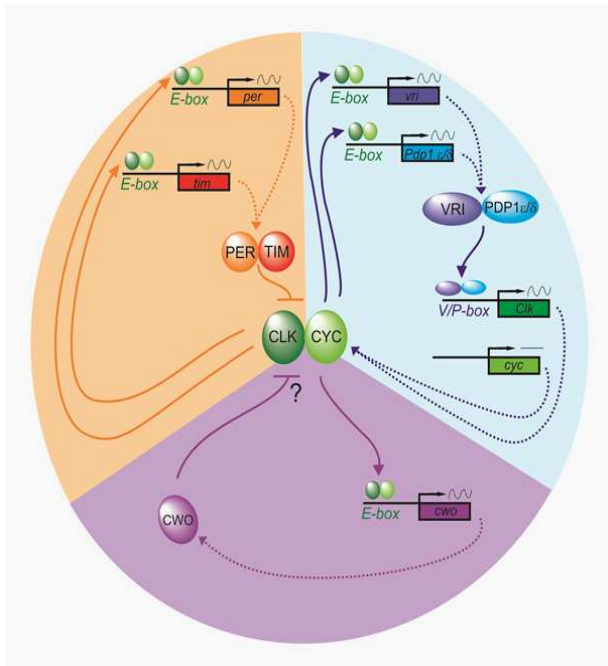 E-box
per
E-box
tim
PER
TIM
E-box
vri
E-box
Pdp1 ε/δ
VRI
PDP1ε/δ
V/P-box
Clk
cyc
CLK
CYC
?
CWO
E-box
cwo